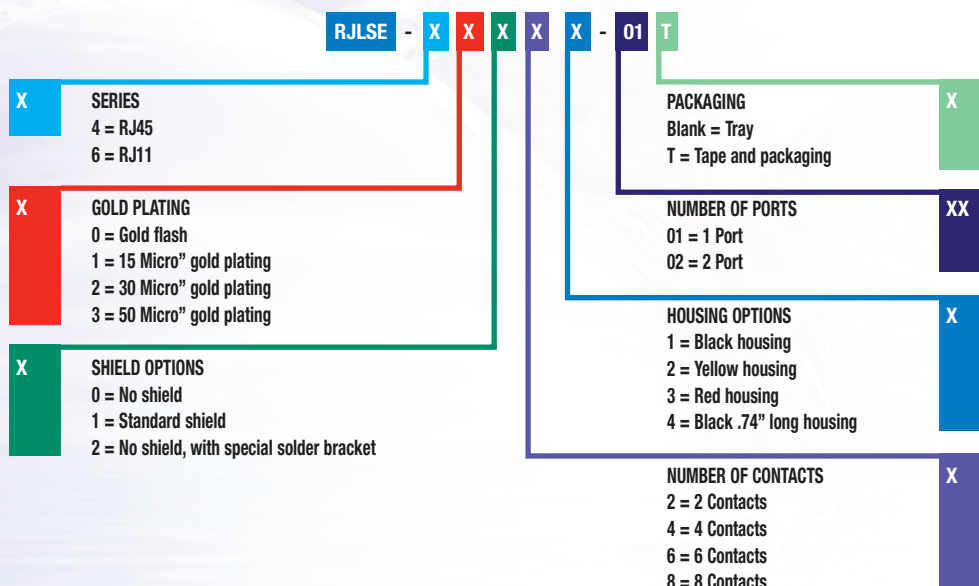 RJLSE - X X X X X - 01 T
X SERIES
4 = RJ45
6 = RJ11
X GOLD PLATING
0 = Gold flash
1 = 15 Micro” gold plating
2 = 30 Micro” gold plating
3 = 50 Micro” gold plating
X SHIELD OPTIONS
0 = No shield
1 = Standard shield
2 = No shield, with special solder bracket
PACKAGING X
Blank = Tray
T = Tape and packaging
NUMBER OF PORTS XX
01 = 1 Port
02 = 2 Port
HOUSING OPTIONS X
1 = Black housing
2 = Yellow housing
3 = Red housing
4 = Black .74” long housing
NUMBER OF CONTACTS X
2 = 2 Contacts
4 = 4 Contacts
6 = 6 Contacts
8 = 8 Contacts